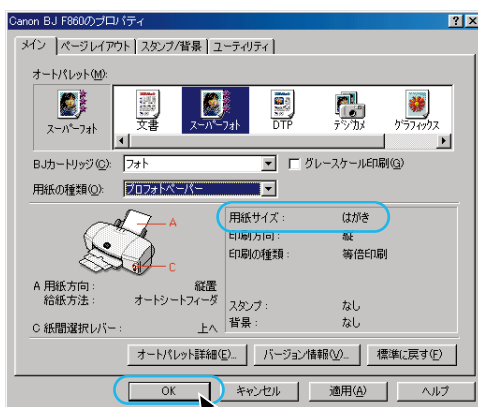 Canon BJ F860のプロパティ
メイン ページレイアウト スタンプ/背景 ユーティリティ
オートパレット(M):
スーパーフォト 文書 スーパーフォト DTP デジカメ グラフィックス
BJカートリッジ(C): フォト グレースケール印刷(G)
用紙の種類(O): プロフォトペーパー
A
C
用紙サイズ: はがき
印刷方向: 縦
印刷の種類: 等倍印刷
A 用紙方向: 縦置
給紙方法: オートシートフィーダ
スタンプ: なし
C 紙間選択レバー: 上へ
背景: なし
オートパレット詳細(E)... バージョン情報(V)... 標準に戻す(F)
OK キャンセル 適用(A) ヘルプ